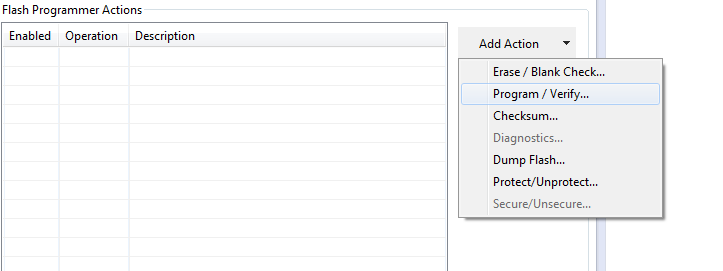 Flash Programmer Actions
Enabled Operation Description
Add Action
Erase / Blank Check...
Program / Verify...
Checksum...
Diagnostics...
Dump Flash...
Protect/Unprotect...
Secure/Unsecure...